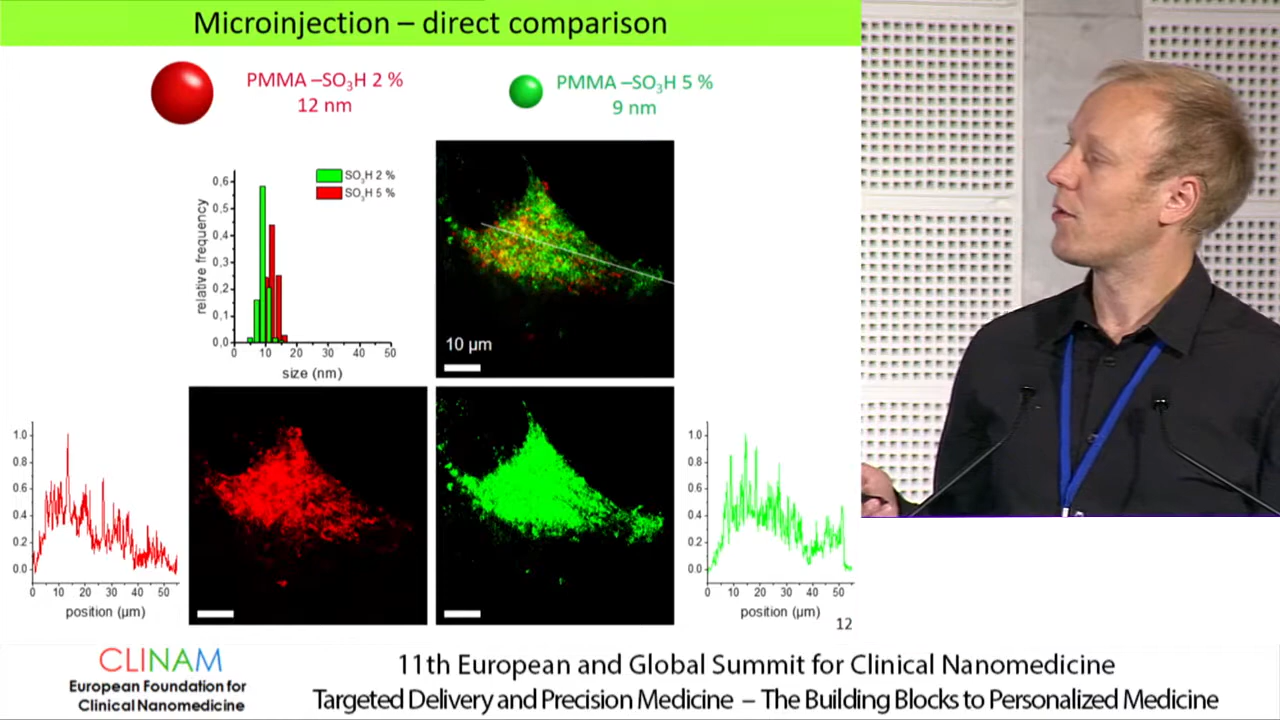 Microinjection – direct comparison
PMMA –SO₃H 2 %
12 nm
PMMA –SO₃H 5 %
9 nm
SO₃H 2 %
SO₃H 5 %
relative frequency
0,6
0,5
0,4
0,3
0,2
0,1
0,0
0 10 20 30 40 50
size (nm)
10 µm
1.0
0.8
0.6
0.4
0.2
0.0
0 10 20 30 40 50
position (µm)
1.0
0.8
0.6
0.4
0.2
0.0
0 10 20 30 40 50
position (µm)
12
CLINAM
European Foundation for
Clinical Nanomedicine
11th European and Global Summit for Clinical Nanomedicine
Targeted Delivery and Precision Medicine – The Building Blocks to Personalized Medicine